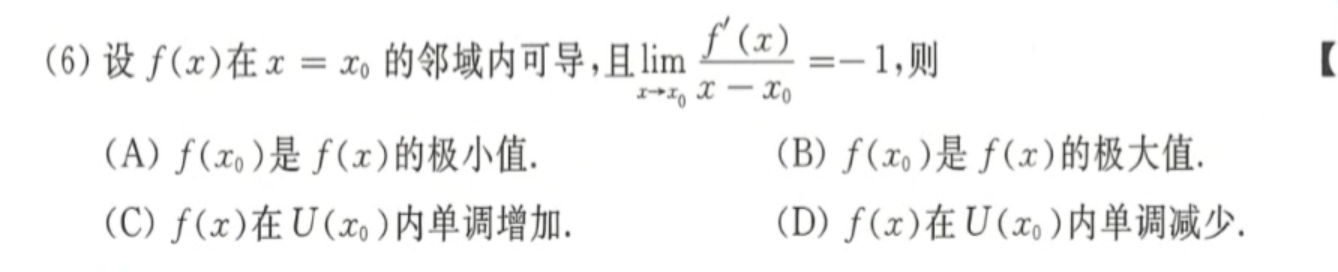 (6) 设 f(x)在 x = x₀ 的邻域内可导,且 lim_{x→x₀} f′(x)/(x − x₀) = − 1,则 【
(A) f(x₀)是 f(x)的极小值. (B) f(x₀)是 f(x)的极大值.
(C) f(x)在 U(x₀)内单调增加. (D) f(x)在 U(x₀)内单调减少.